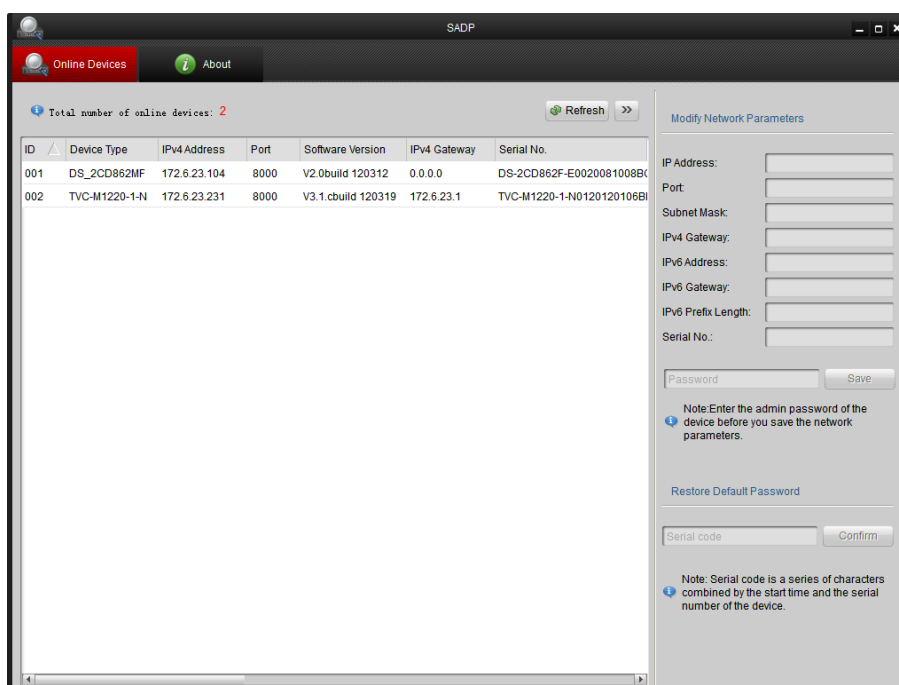 SADP
Online Devices
About
Total number of online devices: 2
Refresh
ID Device Type IPv4 Address Port Software Version IPv4 Gateway Serial No.
001 DS_2CD862MF 172.6.23.104 8000 V2.0build 120312 0.0.0.0 DS-2CD862F-E0020081008B(
002 TVC-M1220-1-N 172.6.23.231 8000 V3.1.cbuild 120319 172.6.23.1 TVC-M1220-1-N0120120106BI
Modify Network Parameters
IP Address:
Port:
Subnet Mask:
IPv4 Gateway:
IPv6 Address:
IPv6 Gateway:
IPv6 Prefix Length:
Serial No.:
Password
Save
Note:Enter the admin password of the
device before you save the network
parameters.
Restore Default Password
Serial code
Confirm
Note: Serial code is a series of characters
combined by the start time and the serial
number of the device.